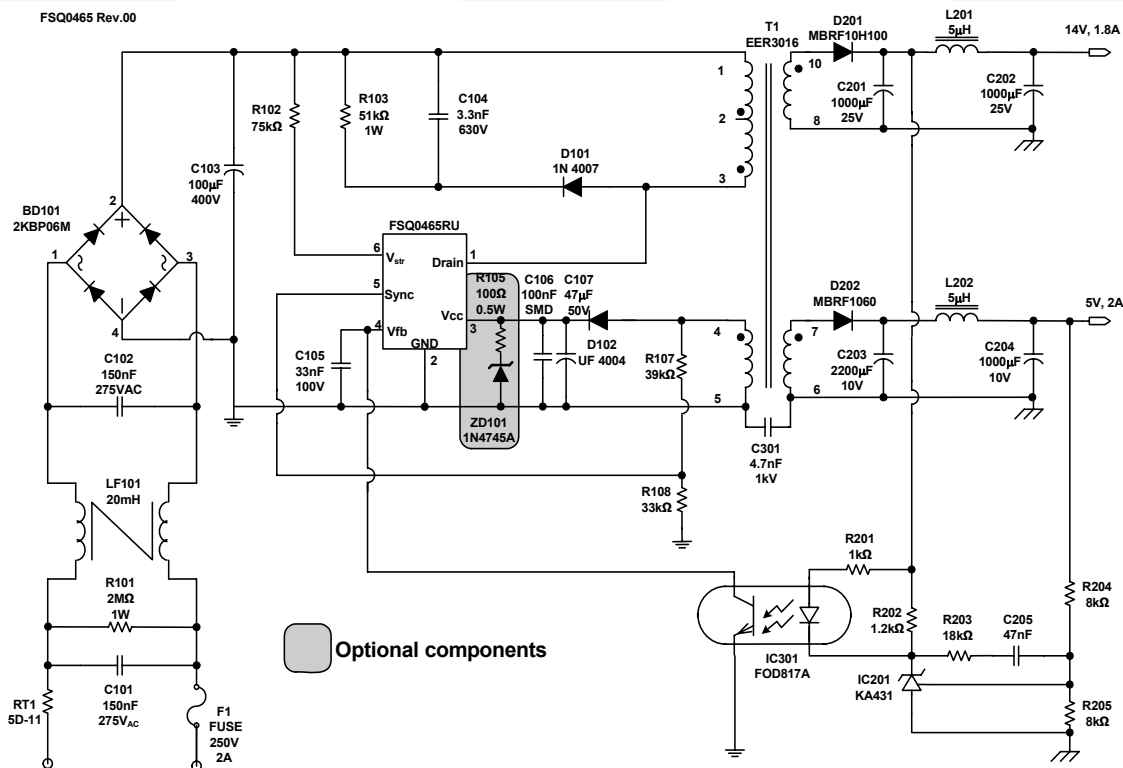 FSQ0465 Rev.00
T1
EER3016
D201
MBRF10H100
L201
5μH
14V, 1.8A
1
2
3
10
8
C201
1000μF
25V
C202
1000μF
25V
R102
75kΩ
R103
51kΩ
1W
C104
3.3nF
630V
D101
1N 4007
C103
100μF
400V
BD101
2KBP06M
1
2
3
4
FSQ0465RU
6
Vstr
Drain
1
5
Sync
4
Vfb
Vcc
3
GND
2
R105
100Ω
0.5W
C106
100nF
SMD
C107
47μF
50V
D102
UF 4004
ZD101
1N4745A
C105
33nF
100V
R107
39kΩ
4
5
7
6
D202
MBRF1060
L202
5μH
5V, 2A
C203
2200μF
10V
C204
1000μF
10V
C301
4.7nF
1kV
C102
150nF
275VAC
LF101
20mH
R108
33kΩ
R101
2MΩ
1W
C101
150nF
275VAC
RT1
5D-11
F1
FUSE
250V
2A
Optional components
R201
1kΩ
R202
1.2kΩ
R203
18kΩ
C205
47nF
R204
8kΩ
R205
8kΩ
IC301
FOD817A
IC201
KA431